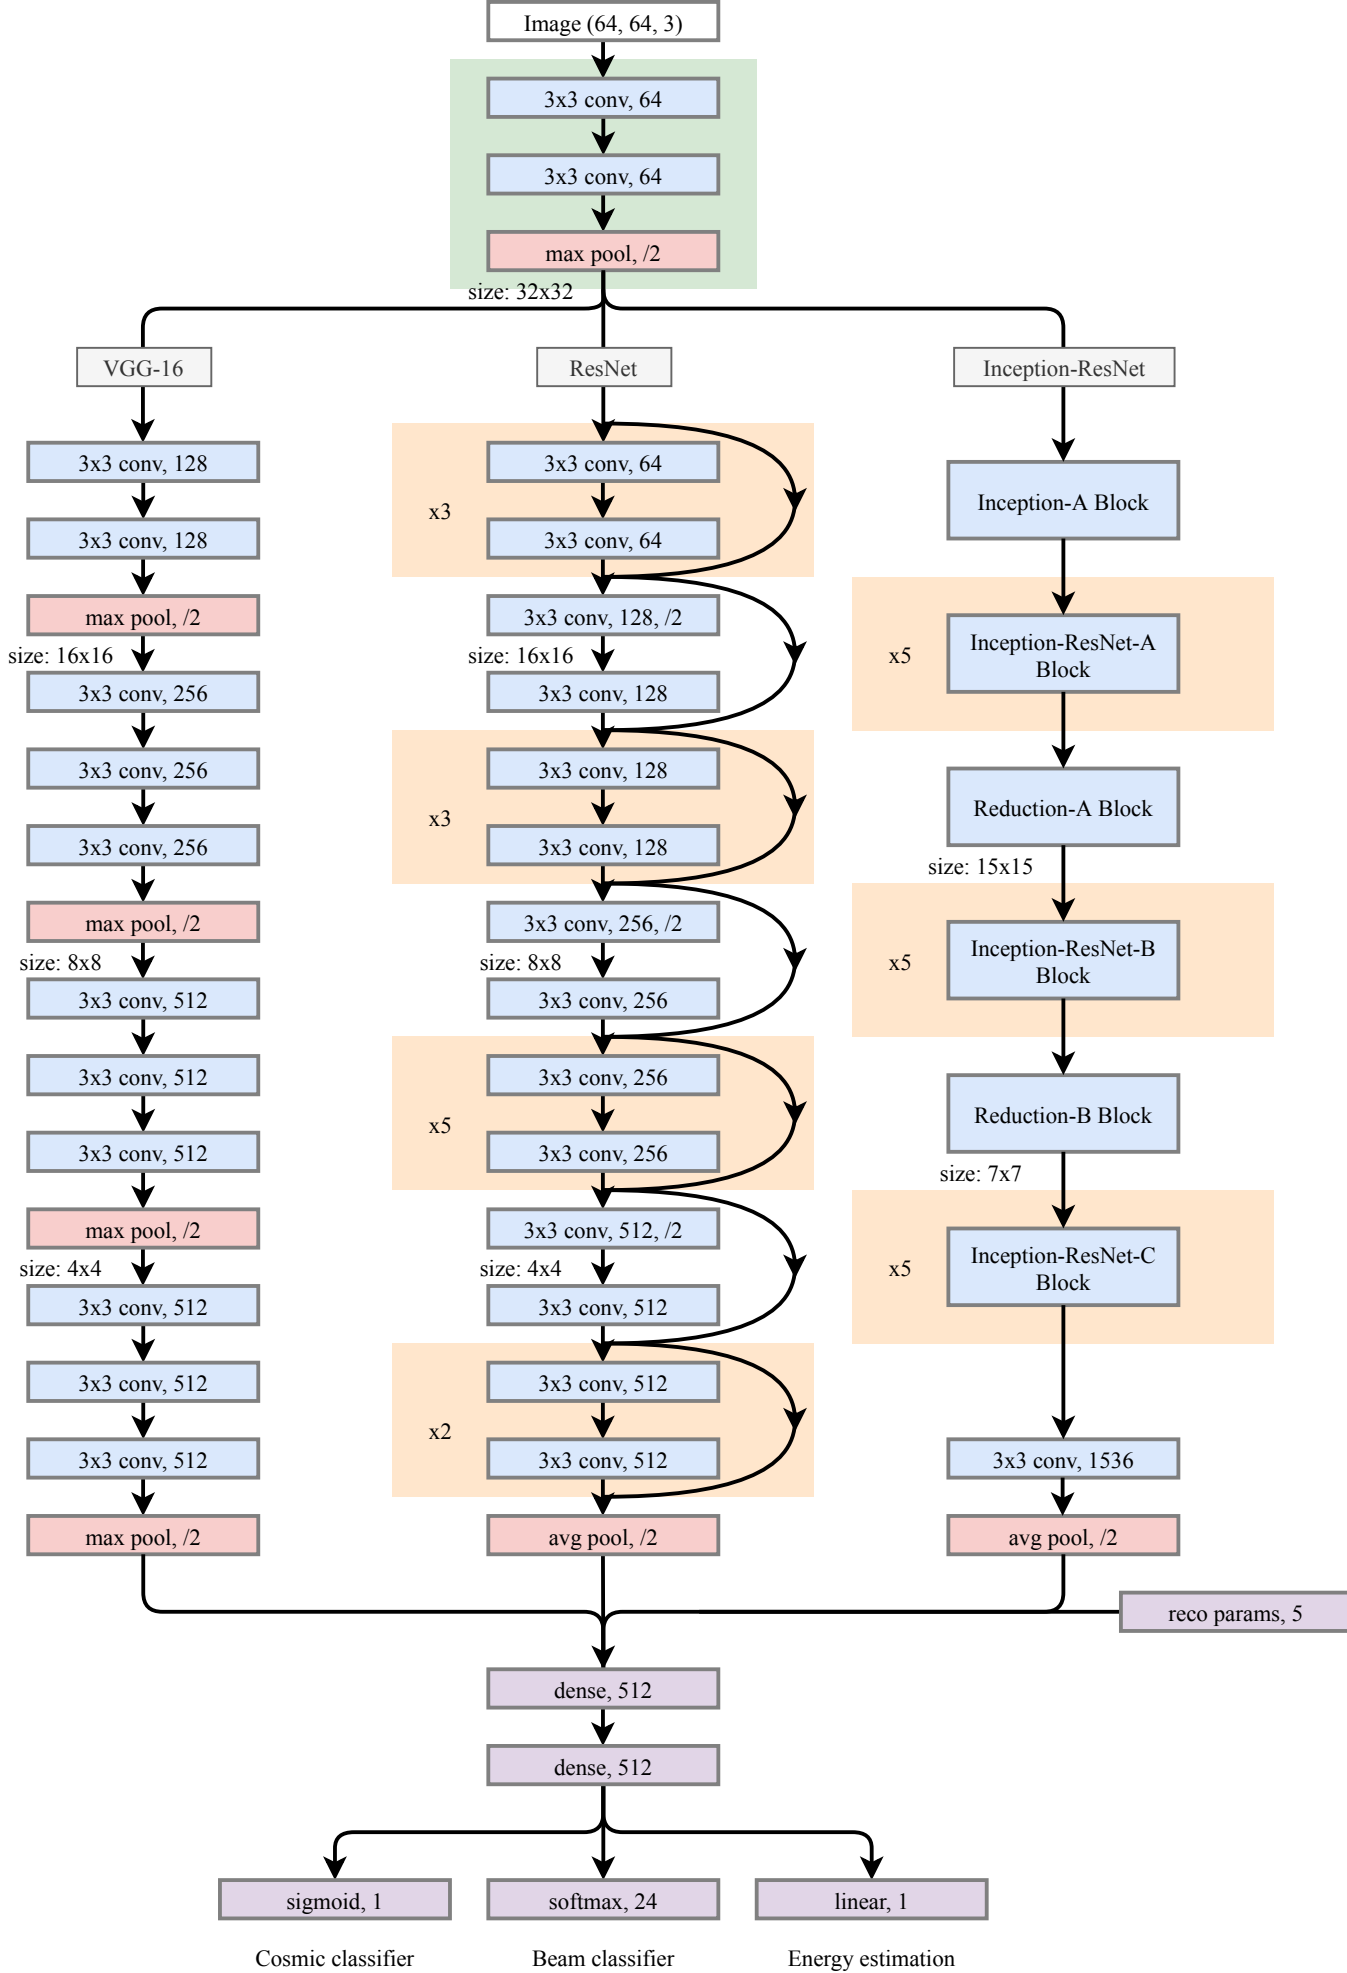 Image (64, 64, 3)
3x3 conv, 64
3x3 conv, 64
max pool, /2
size: 32x32
VGG-16
3x3 conv, 128
3x3 conv, 128
max pool, /2
size: 16x16
3x3 conv, 256
3x3 conv, 256
3x3 conv, 256
max pool, /2
size: 8x8
3x3 conv, 512
3x3 conv, 512
3x3 conv, 512
max pool, /2
size: 4x4
3x3 conv, 512
3x3 conv, 512
3x3 conv, 512
max pool, /2
ResNet
3x3 conv, 64
x3
3x3 conv, 64
3x3 conv, 128, /2
size: 16x16
3x3 conv, 128
3x3 conv, 128
x3
3x3 conv, 128
3x3 conv, 256, /2
size: 8x8
3x3 conv, 256
3x3 conv, 256
x5
3x3 conv, 256
3x3 conv, 512, /2
size: 4x4
3x3 conv, 512
3x3 conv, 512
x2
3x3 conv, 512
avg pool, /2
Inception-ResNet
Inception-A Block
x5
Inception-ResNet-A
Block
Reduction-A Block
size: 15x15
x5
Inception-ResNet-B
Block
Reduction-B Block
size: 7x7
x5
Inception-ResNet-C
Block
3x3 conv, 1536
avg pool, /2
reco params, 5
dense, 512
dense, 512
sigmoid, 1
softmax, 24
linear, 1
Cosmic classifier
Beam classifier
Energy estimation